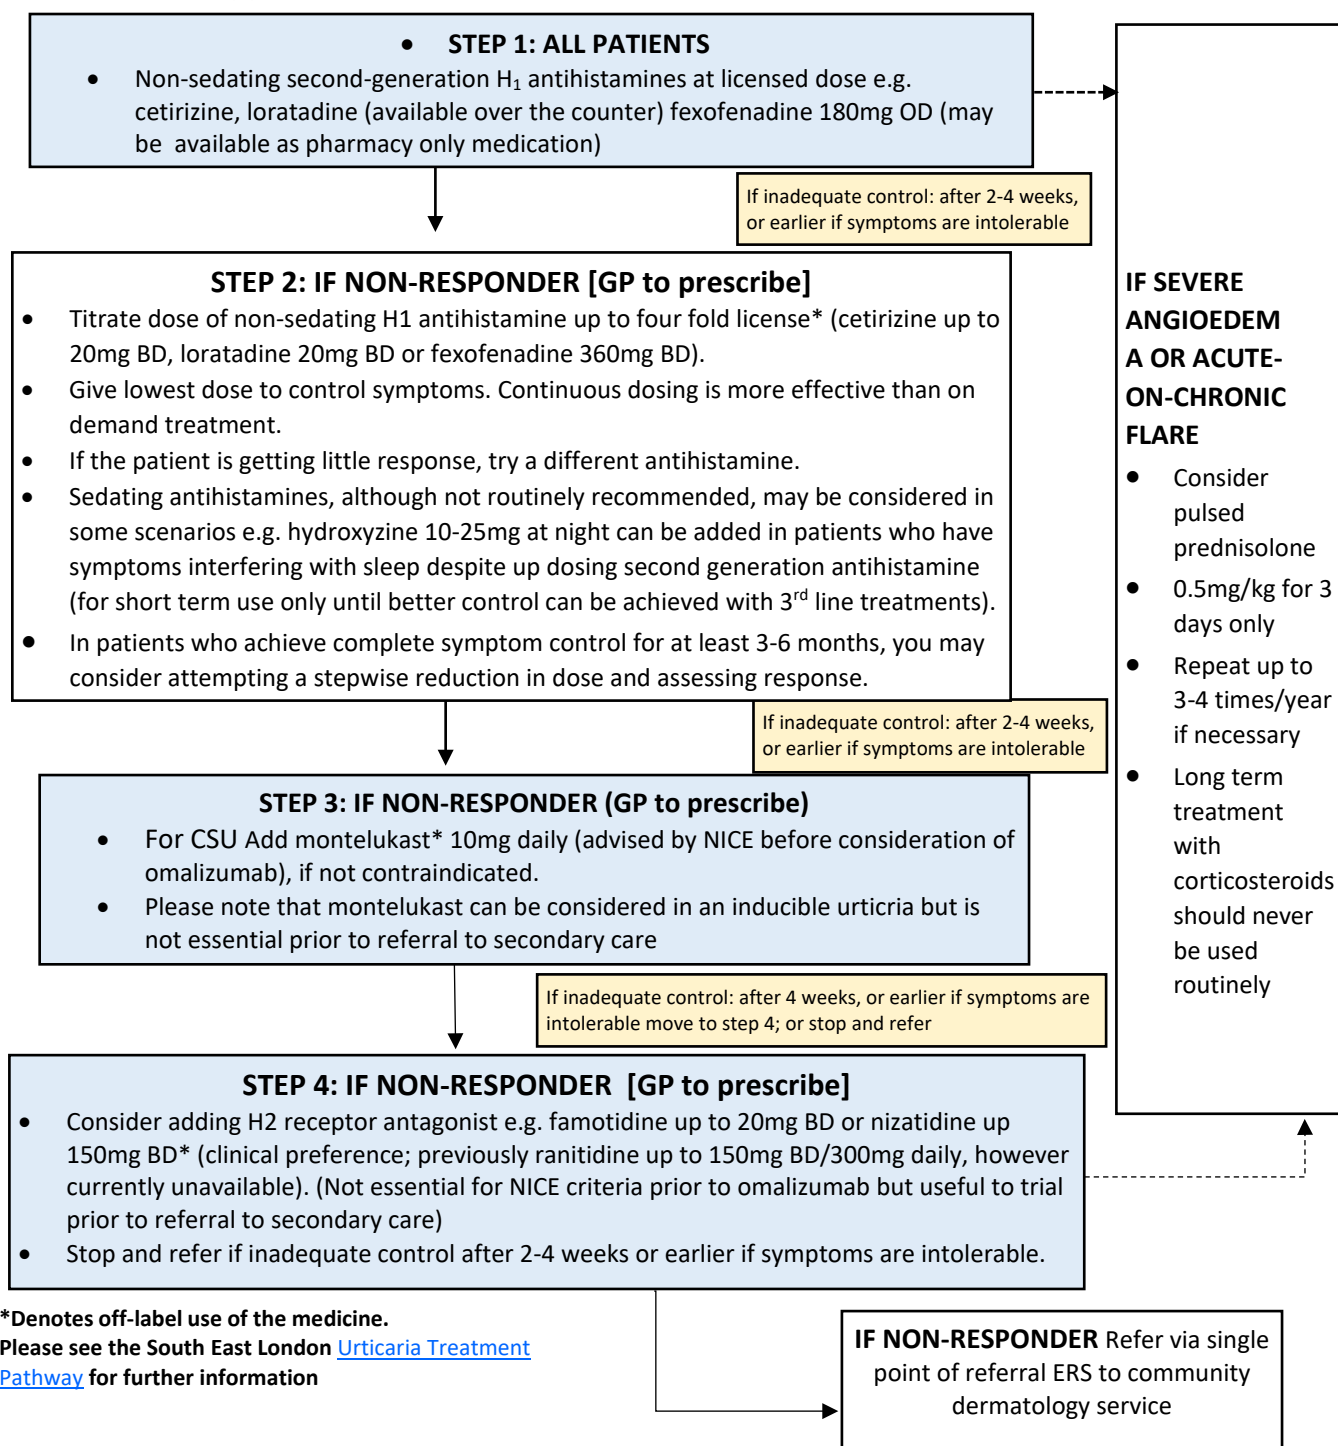 • STEP 1: ALL PATIENTS
• Non-sedating second-generation H1 antihistamines at licensed dose e.g.
cetirizine, loratadine (available over the counter) fexofenadine 180mg OD (may
be available as pharmacy only medication)
If inadequate control: after 2-4 weeks,
or earlier if symptoms are intolerable
STEP 2: IF NON-RESPONDER [GP to prescribe]
• Titrate dose of non-sedating H1 antihistamine up to four fold license* (cetirizine up to
20mg BD, loratadine 20mg BD or fexofenadine 360mg BD).
• Give lowest dose to control symptoms. Continuous dosing is more effective than on
demand treatment.
• If the patient is getting little response, try a different antihistamine.
• Sedating antihistamines, although not routinely recommended, may be considered in
some scenarios e.g. hydroxyzine 10-25mg at night can be added in patients who have
symptoms interfering with sleep despite up dosing second generation antihistamine
(for short term use only until better control can be achieved with 3rd line treatments).
• In patients who achieve complete symptom control for at least 3-6 months, you may
consider attempting a stepwise reduction in dose and assessing response.
If inadequate control: after 2-4 weeks,
or earlier if symptoms are intolerable
STEP 3: IF NON-RESPONDER (GP to prescribe)
• For CSU Add montelukast* 10mg daily (advised by NICE before consideration of
omalizumab), if not contraindicated.
• Please note that montelukast can be considered in an inducible urticria but is
not essential prior to referral to secondary care
If inadequate control: after 4 weeks, or earlier if symptoms are
intolerable move to step 4; or stop and refer
STEP 4: IF NON-RESPONDER [GP to prescribe]
• Consider adding H2 receptor antagonist e.g. famotidine up to 20mg BD or nizatidine up
150mg BD* (clinical preference; previously ranitidine up to 150mg BD/300mg daily, however
currently unavailable). (Not essential for NICE criteria prior to omalizumab but useful to trial
prior to referral to secondary care)
• Stop and refer if inadequate control after 2-4 weeks or earlier if symptoms are intolerable.
IF SEVERE
ANGIOEDEM
A OR ACUTE-
ON-CHRONIC
FLARE
• Consider
pulsed
prednisolone
• 0.5mg/kg for 3
days only
• Repeat up to
3-4 times/year
if necessary
• Long term
treatment
with
corticosteroids
should never
be used
routinely
*Denotes off-label use of the medicine.
Please see the South East London Urticaria Treatment
Pathway for further information
IF NON-RESPONDER Refer via single
point of referral ERS to community
dermatology service